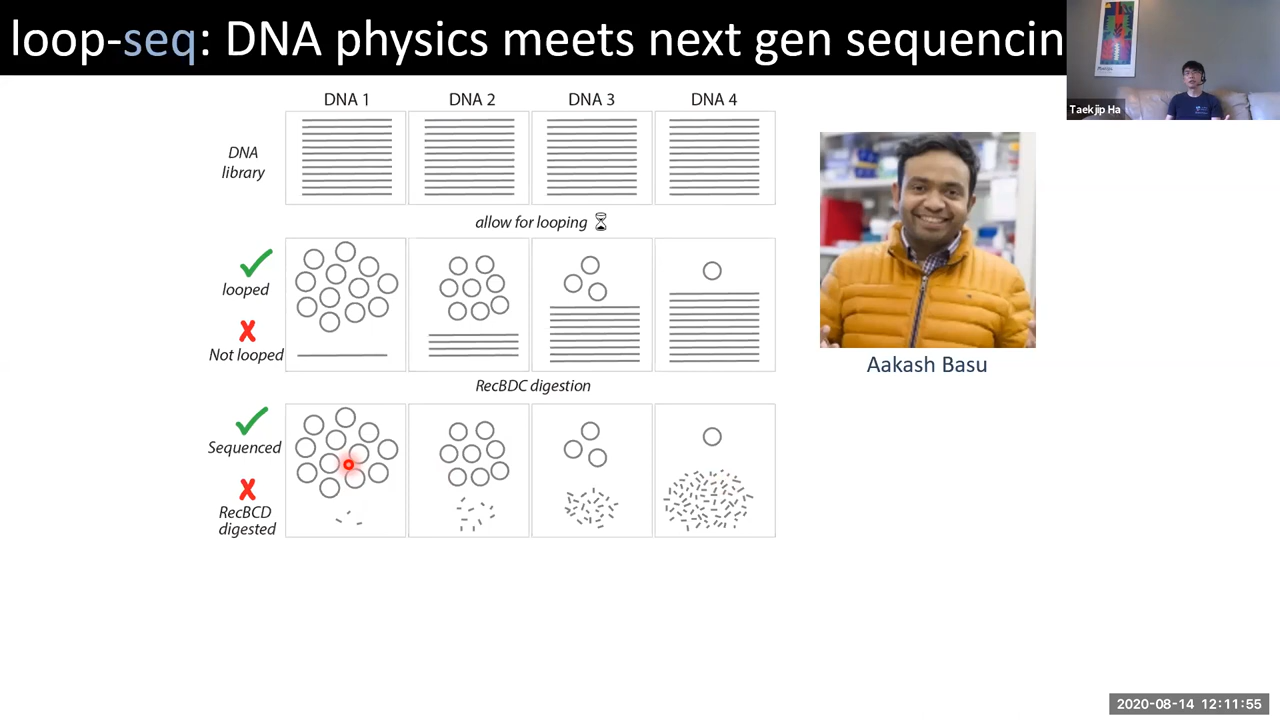 loop-seq: DNA physics meets next gen sequencin
Taekjip Ha
DNA 1 DNA 2 DNA 3 DNA 4
DNA
library
allow for looping
looped
Not looped
RecBDC digestion
Sequenced
RecBCD
digested
Aakash Basu
2020-08-14 12:11:55